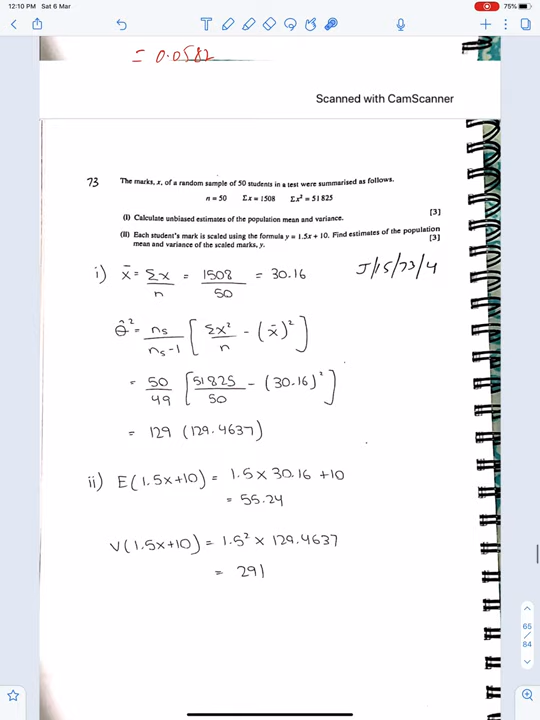 12:10 PM Sat 6 Mar
75%
= 0.0582
Scanned with CamScanner
73 The marks, x, of a random sample of 50 students in a test were summarised as follows.
n = 50 Σx = 1508 Σx² = 51 825
(i) Calculate unbiased estimates of the population mean and variance. [3]
(ii) Each student's mark is scaled using the formula y = 1.5x + 10. Find estimates of the population
mean and variance of the scaled marks, y. [3]
i) x̄ = Σx/n = 1508/50 = 30.16
J/15/73/4
σ̂² = ns/(ns-1) [Σx²/n - (x̄)²]
= 50/49 [51825/50 - (30.16)²]
= 129 (129.4637)
ii) E(1.5x+10) = 1.5 x 30.16 + 10
= 55.24
V(1.5x+10) = 1.5² x 129.4637
= 291
65
/
84